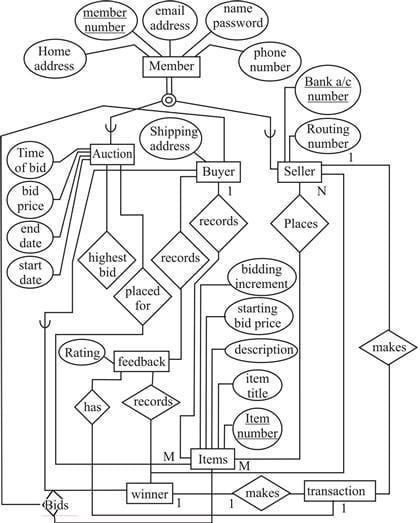 member
number
email
address
name
password
Home
address
Member
phone
number
Bank a/c
number
Shipping
address
Routing
number
1
Time
of bid
Auction
Buyer
Seller
1
N
bid
price
records
Places
end
date
highest
bid
records
start
date
placed
for
bidding
increment
starting
bid price
makes
Rating
feedback
description
item
title
has
records
Item
number
M
Items
M
Bids
winner
1
makes
1
transaction
1